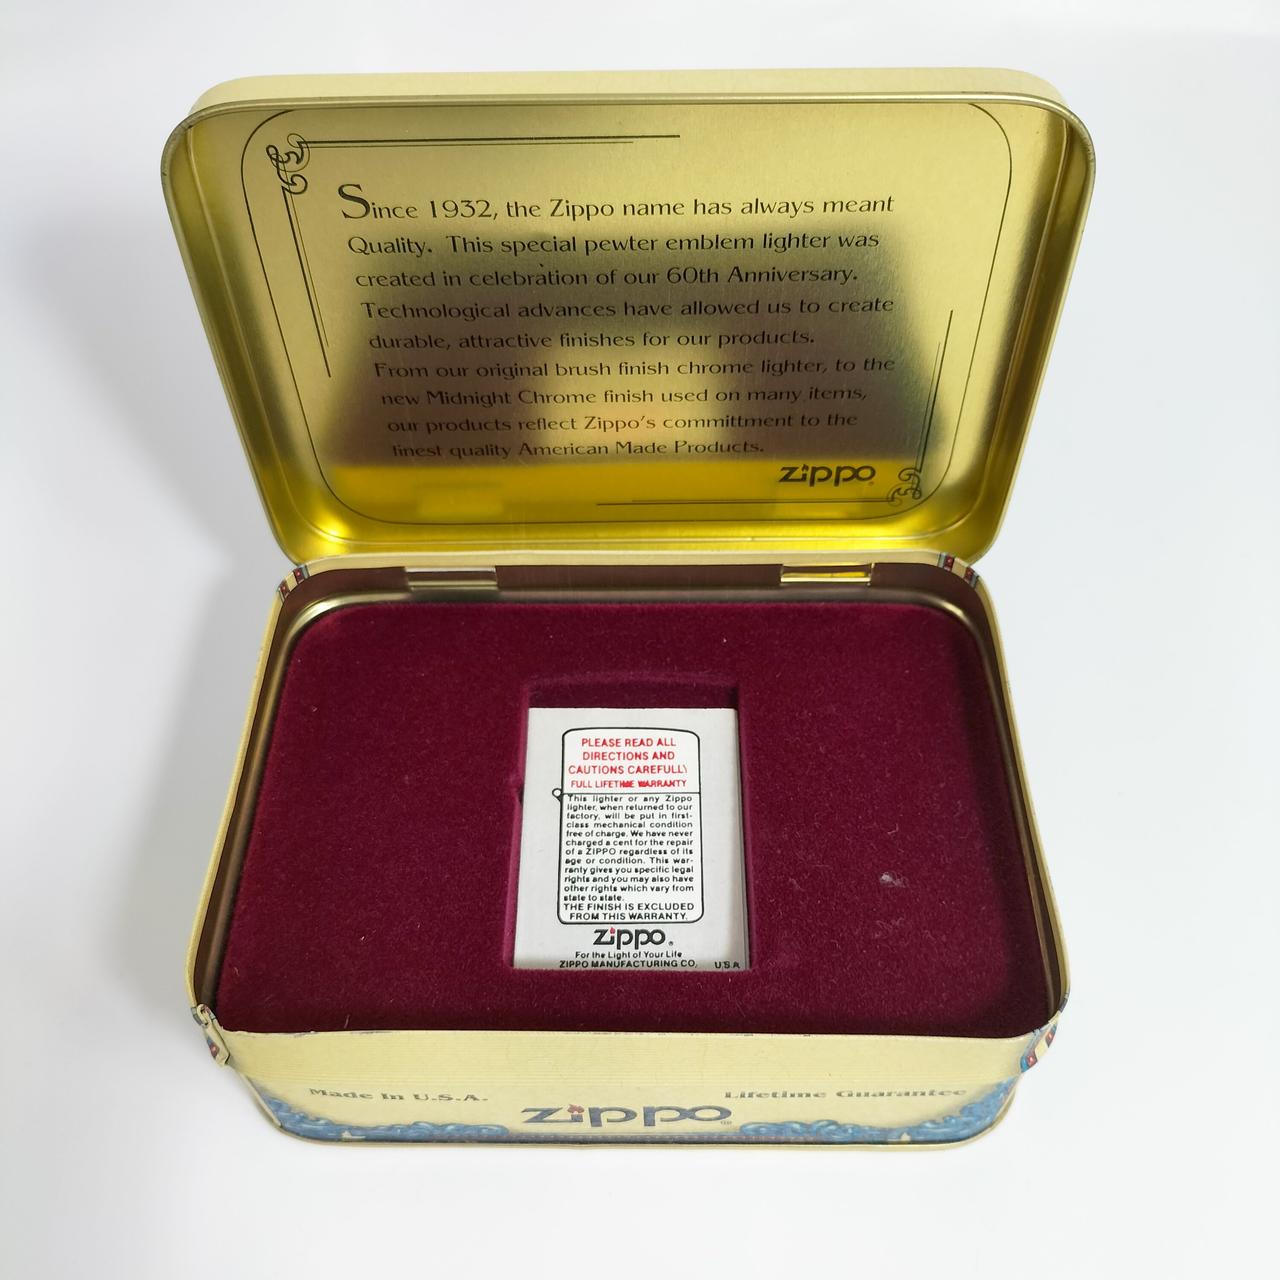 Since 1932, the Zippo name has always meant
Quality. This special pewter emblem lighter was
created in celebration of our 60th Anniversary.
Technological advances have allowed us to create
durable, attractive finishes for our products.
From our original brush finish chrome lighter, to the
new Midnight Chrome finish used on many items,
our products reflect Zippo's committment to the
finest quality American Made Products.
zippo
PLEASE READ ALL
DIRECTIONS AND
CAUTIONS CAREFULLY
FULL LIFETIME WARRANTY
This lighter or any Zippo
lighter, when returned to our
factory, will be put in first-
class mechanical condition
free of charge. We have never
charged a cent for the repair
of a ZIPPO regardless of its
age or condition. This war-
ranty gives you specific legal
rights and you may also have
other rights which vary from
state to state.
THE FINISH IS EXCLUDED
FROM THIS WARRANTY.
zippo®
For the Light of Your Life
ZIPPO MANUFACTURING CO. U.S.A.
Made In U.S.A. Lifetime Guarantee
zippo®